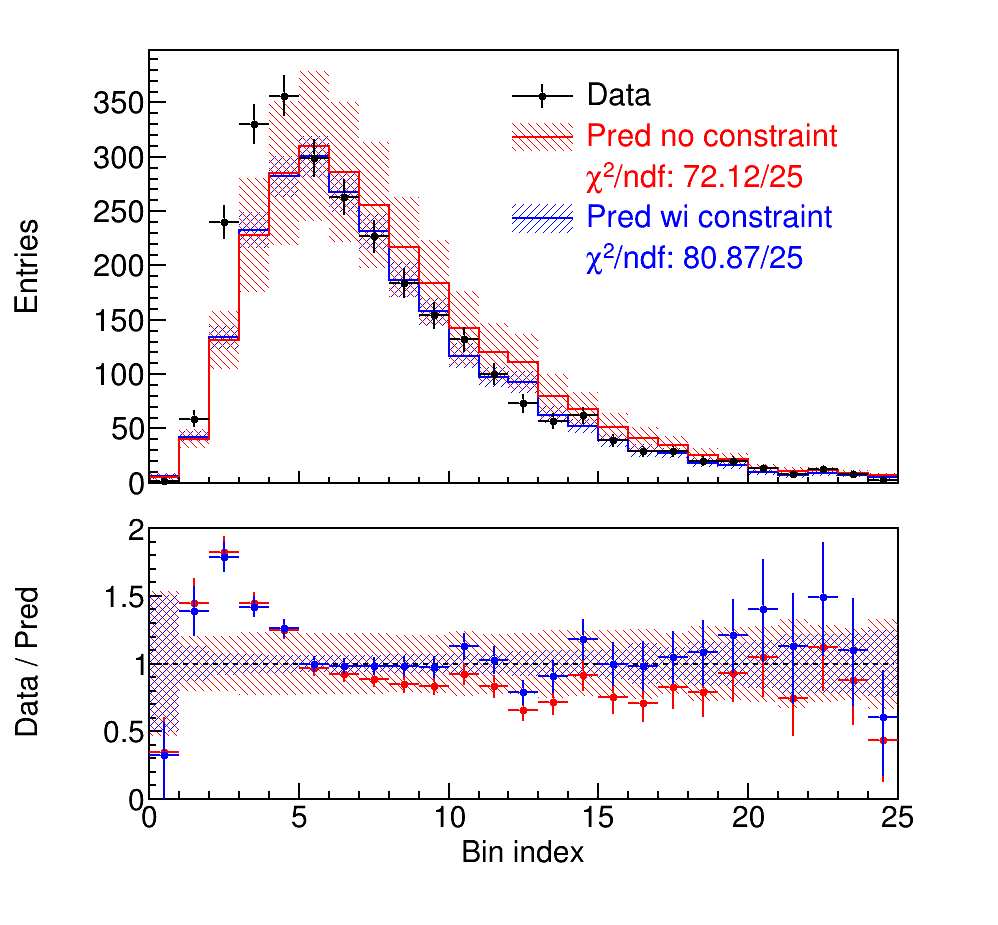 Entries
350
300
250
200
150
100
50
0
Data
Pred no constraint
χ²/ndf: 72.12/25
Pred wi constraint
χ²/ndf: 80.87/25
Data / Pred
2
1.5
1
0.5
0
0 5 10 15 20 25
Bin index